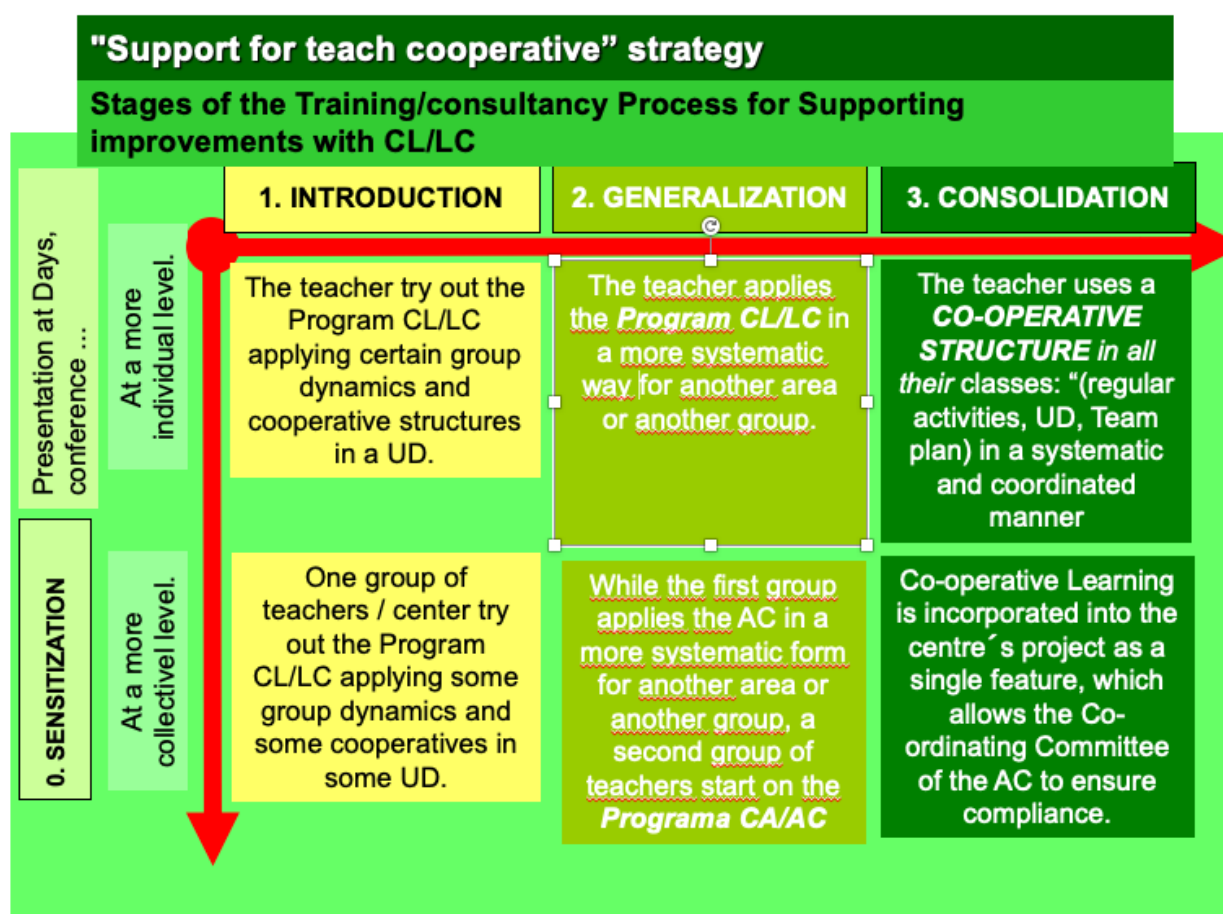 "Support for teach cooperative” strategy
Stages of the Training/consultancy Process for Supporting
improvements with CL/LC
Presentation at Days,
conference ...
0. SENSITIZATION
At a more
individual level.
At a more
collectivel level.
1. INTRODUCTION
The teacher try out the
Program CL/LC
applying certain group
dynamics and
cooperative structures
in a UD.
One group of
teachers / center try
out the Program
CL/LC applying some
group dynamics and
some cooperatives in
some UD.
2. GENERALIZATION
The teacher applies
the Program CL/LC in
a more systematic
way for another area
or another group.
While the first group
applies the AC in a
more systematic form
for another area or
another group, a
second group of
teachers start on the
Programa CA/AC
3. CONSOLIDATION
The teacher uses a
CO-OPERATIVE
STRUCTURE in all
their classes: “(regular
activities, UD, Team
plan) in a systematic
and coordinated
manner
Co-operative Learning
is incorporated into the
centre´s project as a
single feature, which
allows the Co-
ordinating Committee
of the AC to ensure
compliance.